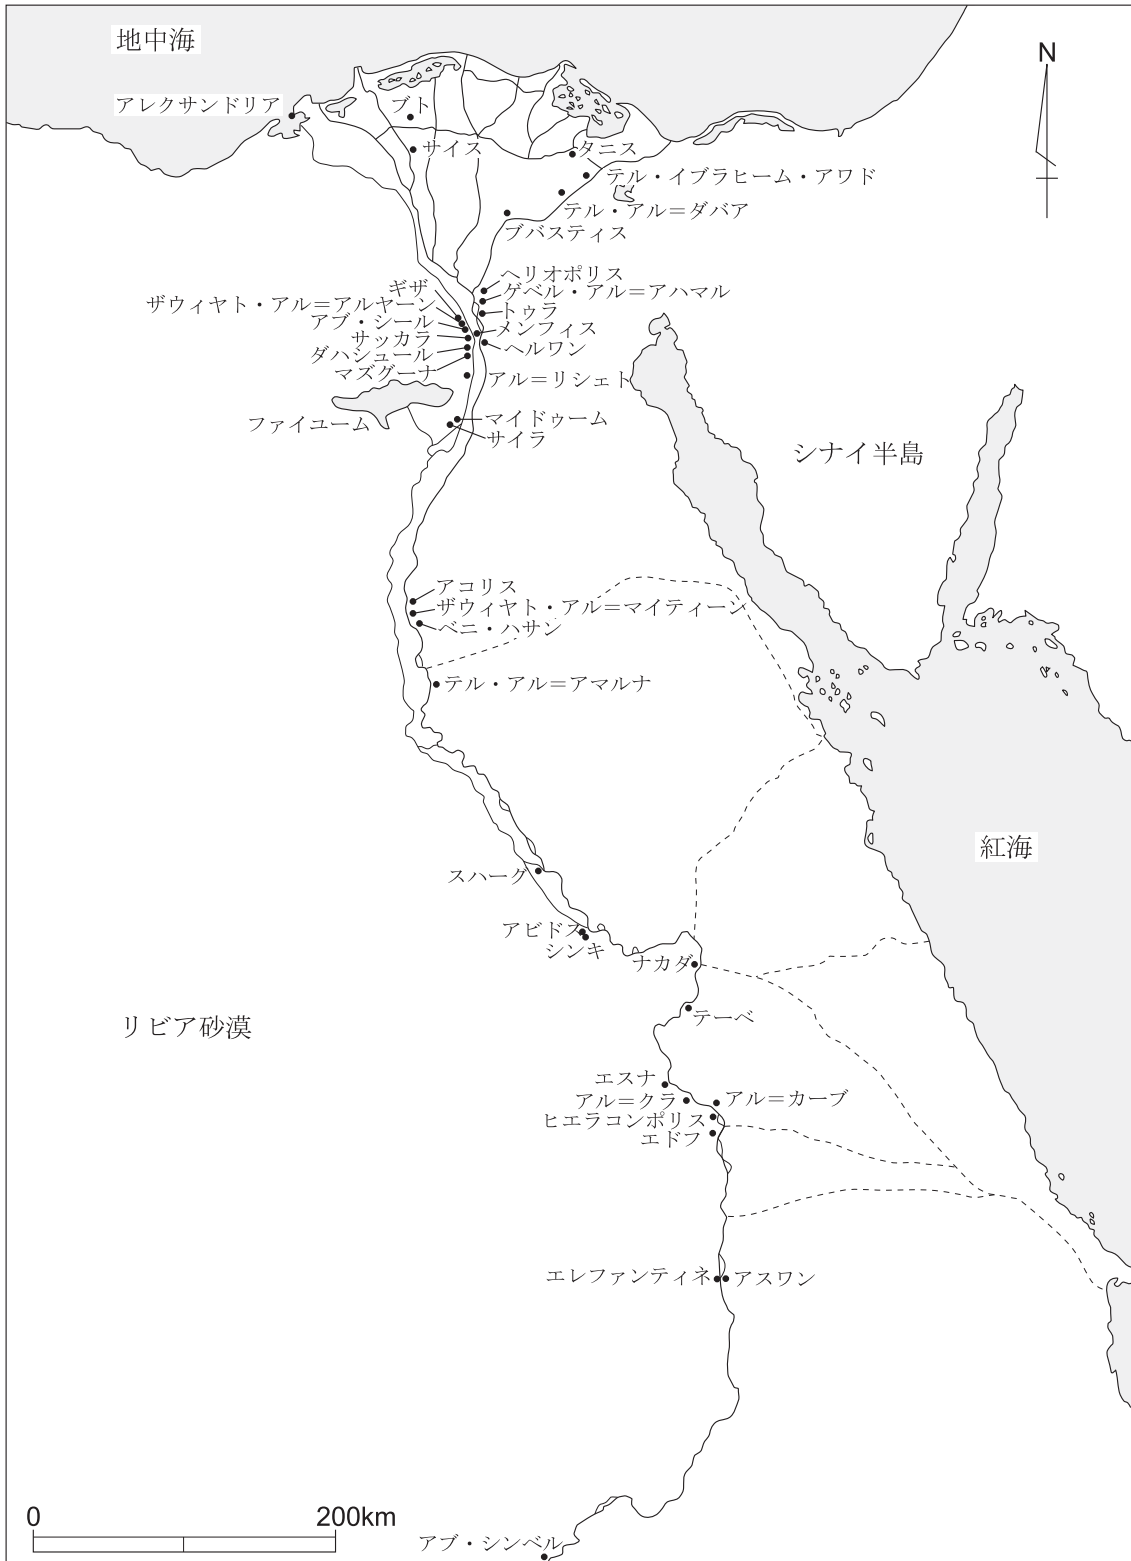 地中海
N
アレクサンドリア
ブト
サイス
タニス
テル・イブラヒーム・アワド
テル・アル＝ダバア
ブバスティス
ヘリオポリス
ギザ
ゲベル・アル＝アハマル
ザウィヤト・アル＝アルヤーン
トゥラ
アブ・シール
メンフィス
サッカラ
ヘルワン
ダハシュール
マズグーナ
アル＝リシェト
ファイユーム
マイドゥーム
サイラ
シナイ半島
アコリス
ザウィヤト・アル＝マイティーン
ベニ・ハサン
テル・アル＝アマルナ
紅海
スハーグ
アビドス
シンキ
ナカダ
リビア砂漠
テーベ
エスナ
アル＝クラ
アル＝カーブ
ヒエラコンポリス
エドフ
エレファンティネ
アスワン
0
200km
アブ・シンベル